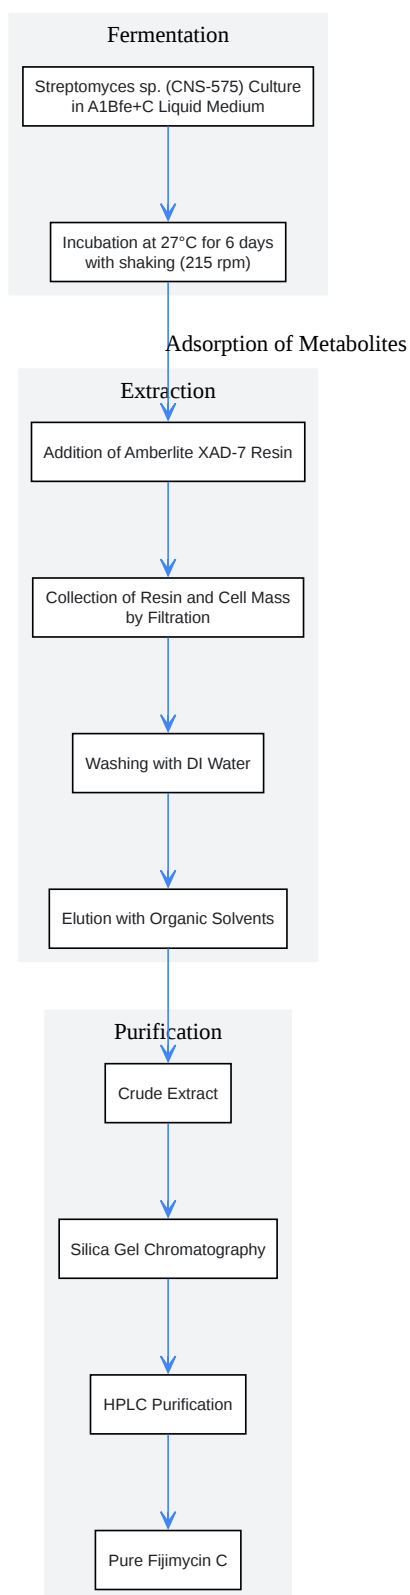 Fermentation
Streptomyces sp. (CNS-575) Culture
in A1Bfe+C Liquid Medium
Incubation at 27°C for 6 days
with shaking (215 rpm)
Adsorption of Metabolites
Extraction
Addition of Amberlite XAD-7 Resin
Collection of Resin and Cell Mass
by Filtration
Washing with DI Water
Elution with Organic Solvents
Purification
Crude Extract
Silica Gel Chromatography
HPLC Purification
Pure Fijimycin C